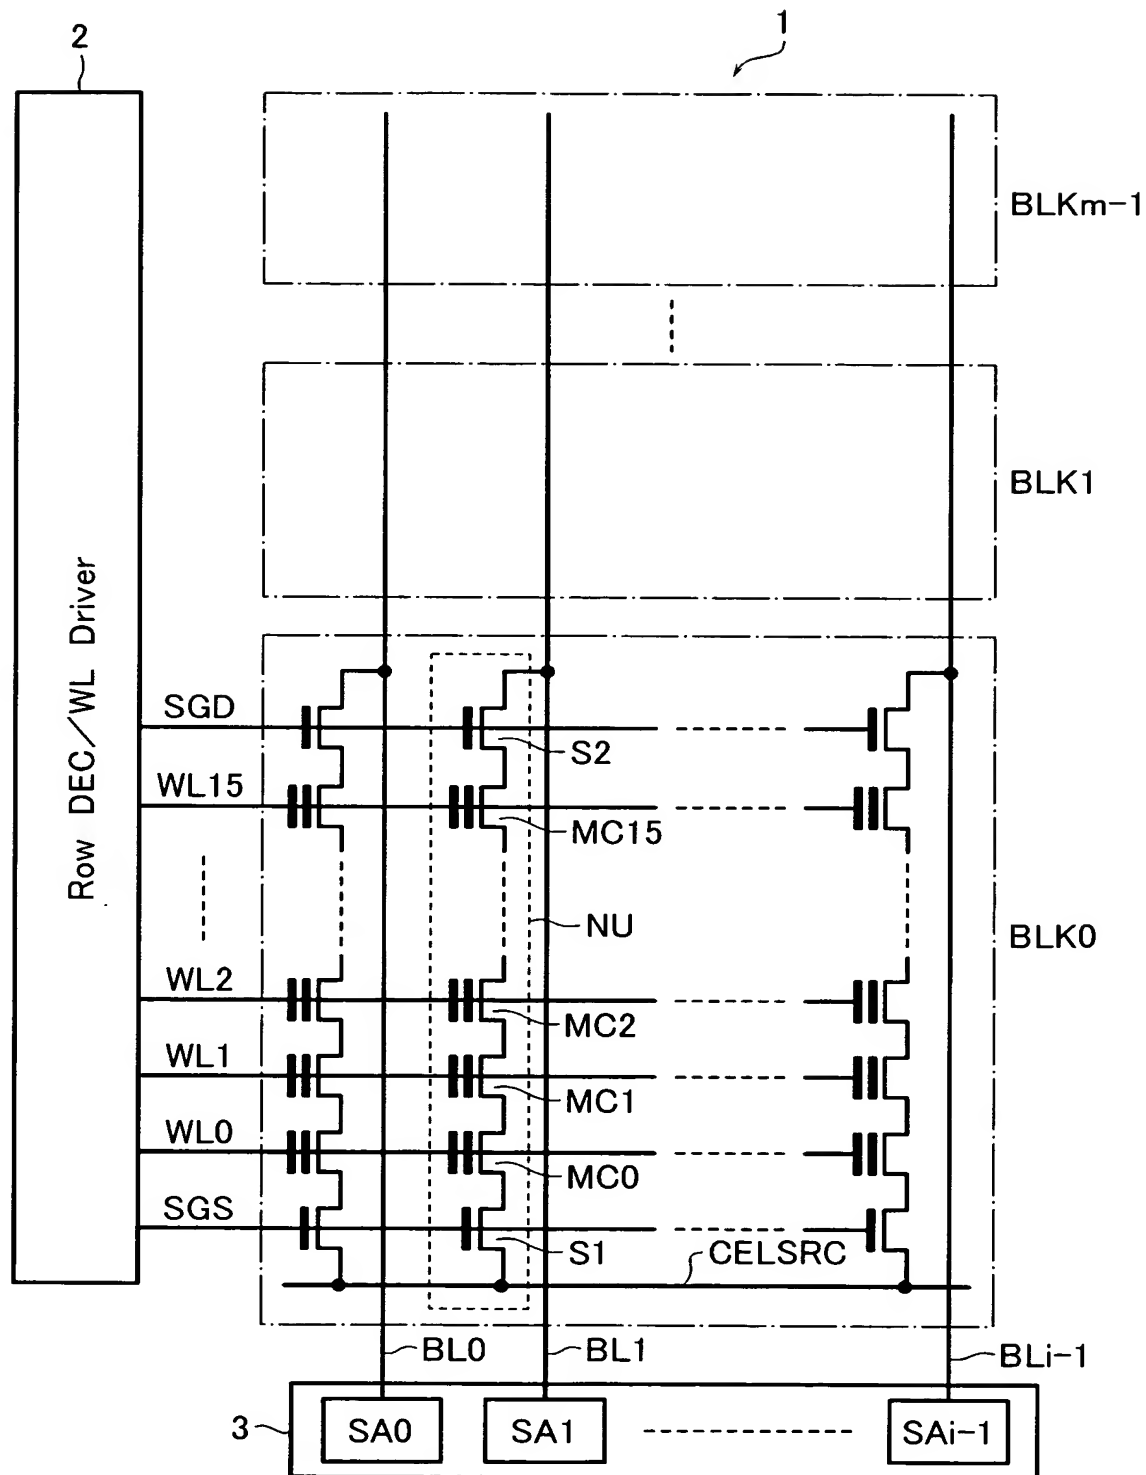 2
1
BLKm-1
BLK1
Row DEC/WL Driver
SGD
S2
WL15
MC15
NU
BLK0
WL2
MC2
WL1
MC1
WL0
MC0
SGS
S1
CELSRC
BL0
BL1
BLi-1
3
SA0
SA1
SAi-1